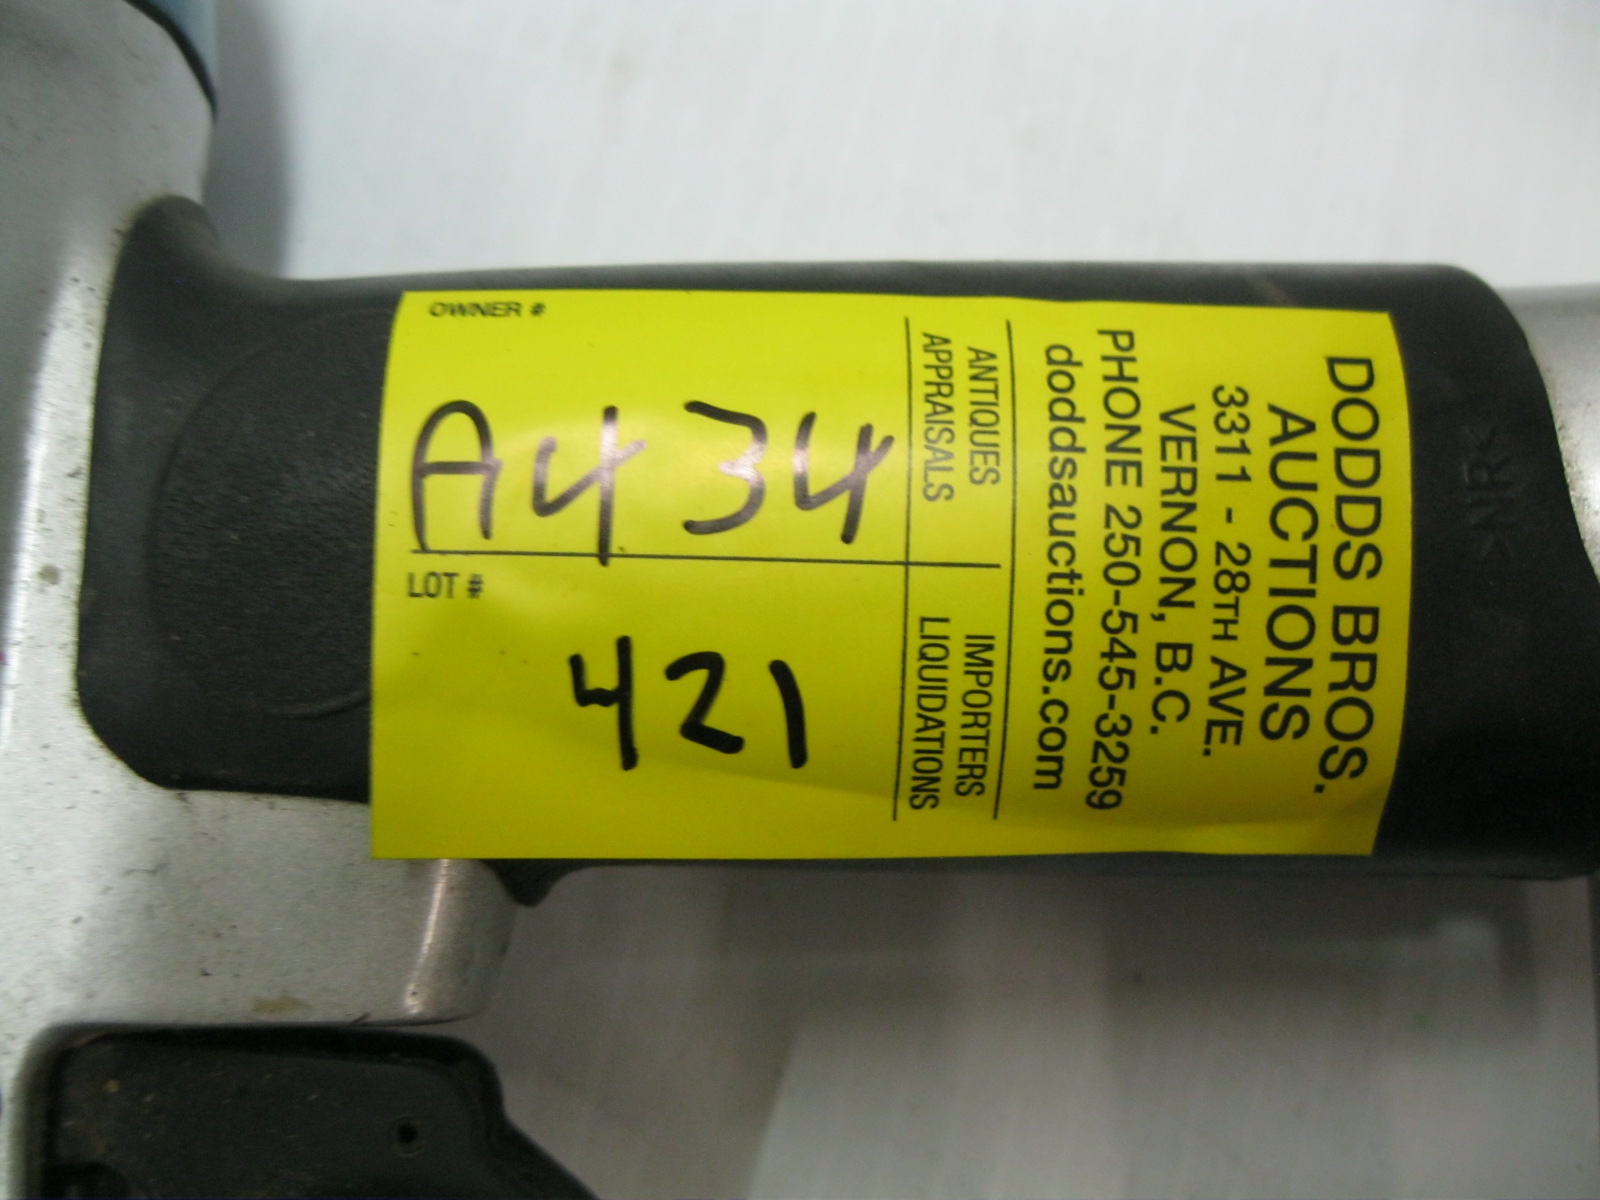 DODDS BROS.
AUCTIONS
3311 - 28TH AVE.
VERNON, B.C.
PHONE 250-545-3259
doddsauctions.com
ANTIQUES
APPRAISALS
IMPORTERS
LIQUIDATIONS
OWNER #
A434
LOT #
421
>NR<